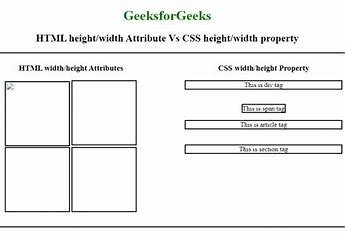 GeeksforGeeks
HTML height/width Attribute Vs CSS height/width property
HTML width/height Attributes
CSS width/height Property
This is div tag
This is span tag
This is article tag
This is section tag